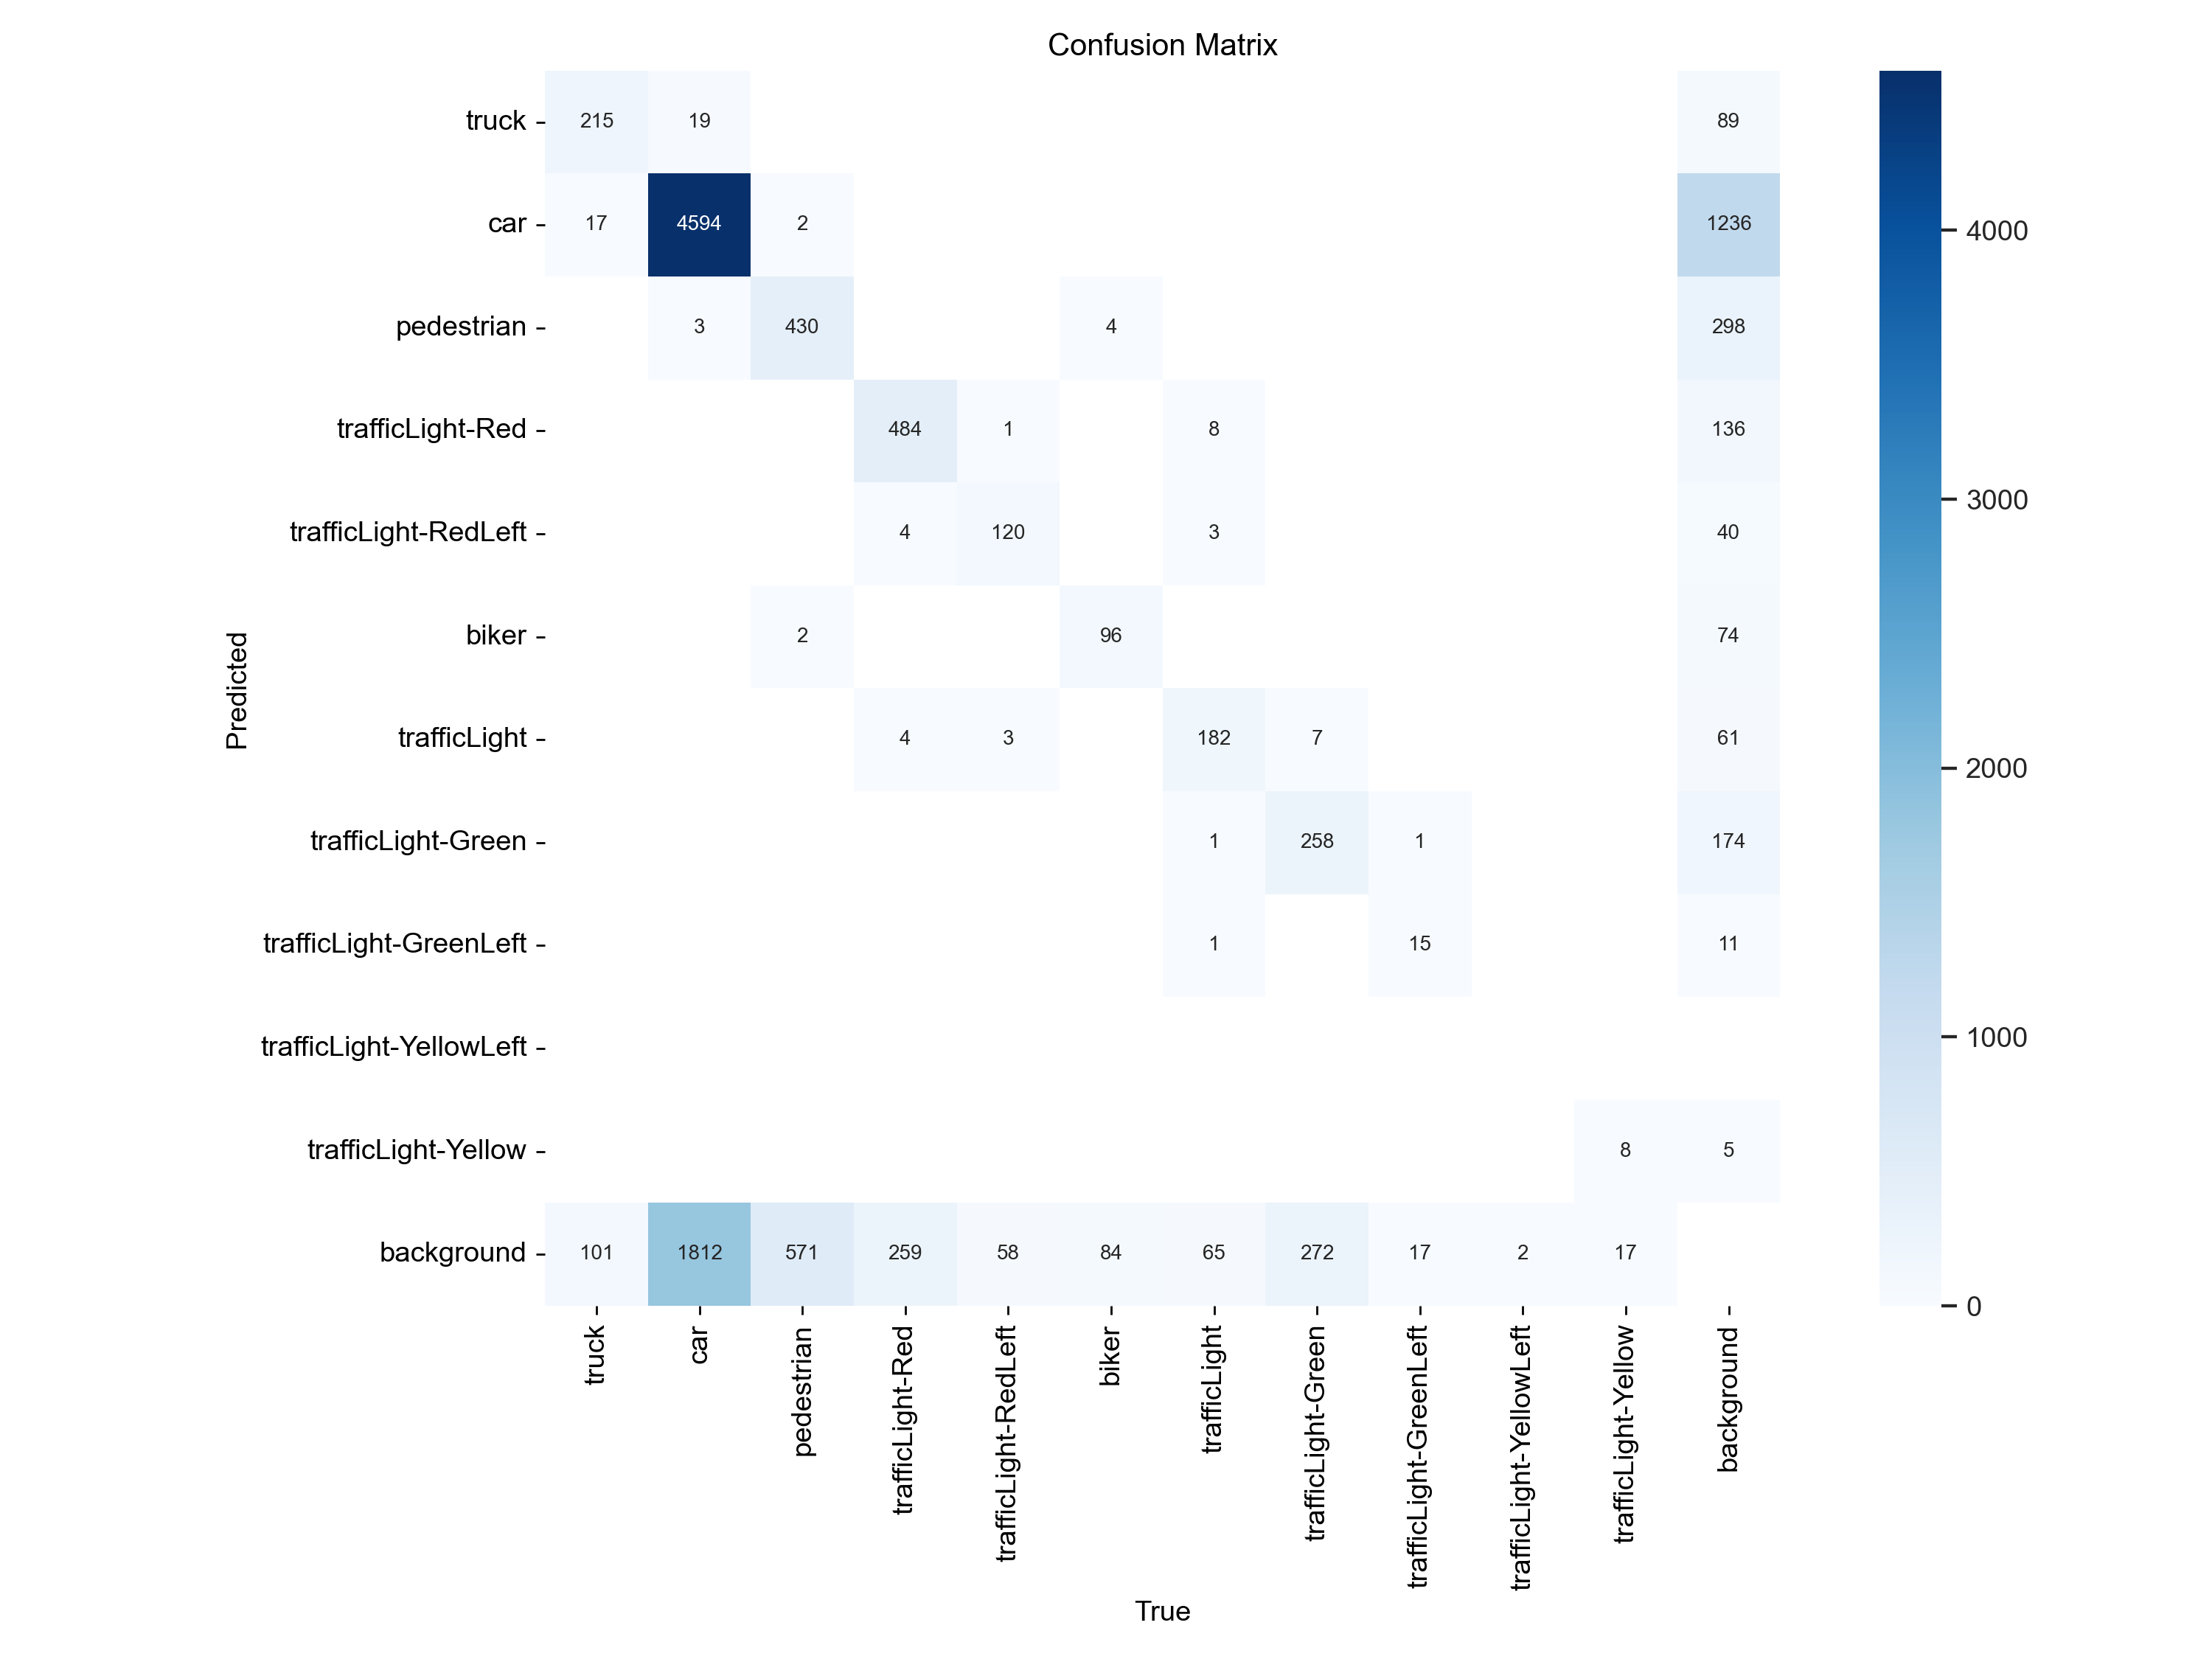 Confusion Matrix
truck 215 19 89
car 17 4594 2 1236 4000
pedestrian 3 430 4 298
trafficLight-Red 484 1 8 136
3000
trafficLight-RedLeft 4 120 3 40
biker 2 96 74
Predicted
trafficLight 4 3 182 7 61
2000
trafficLight-Green 1 258 1 174
trafficLight-GreenLeft 1 15 11
trafficLight-YellowLeft 1000
trafficLight-Yellow 8 5
background 101 1812 571 259 58 84 65 272 17 2 17
0
truck car pedestrian trafficLight-Red trafficLight-RedLeft biker trafficLight trafficLight-Green trafficLight-GreenLeft trafficLight-YellowLeft trafficLight-Yellow background
True